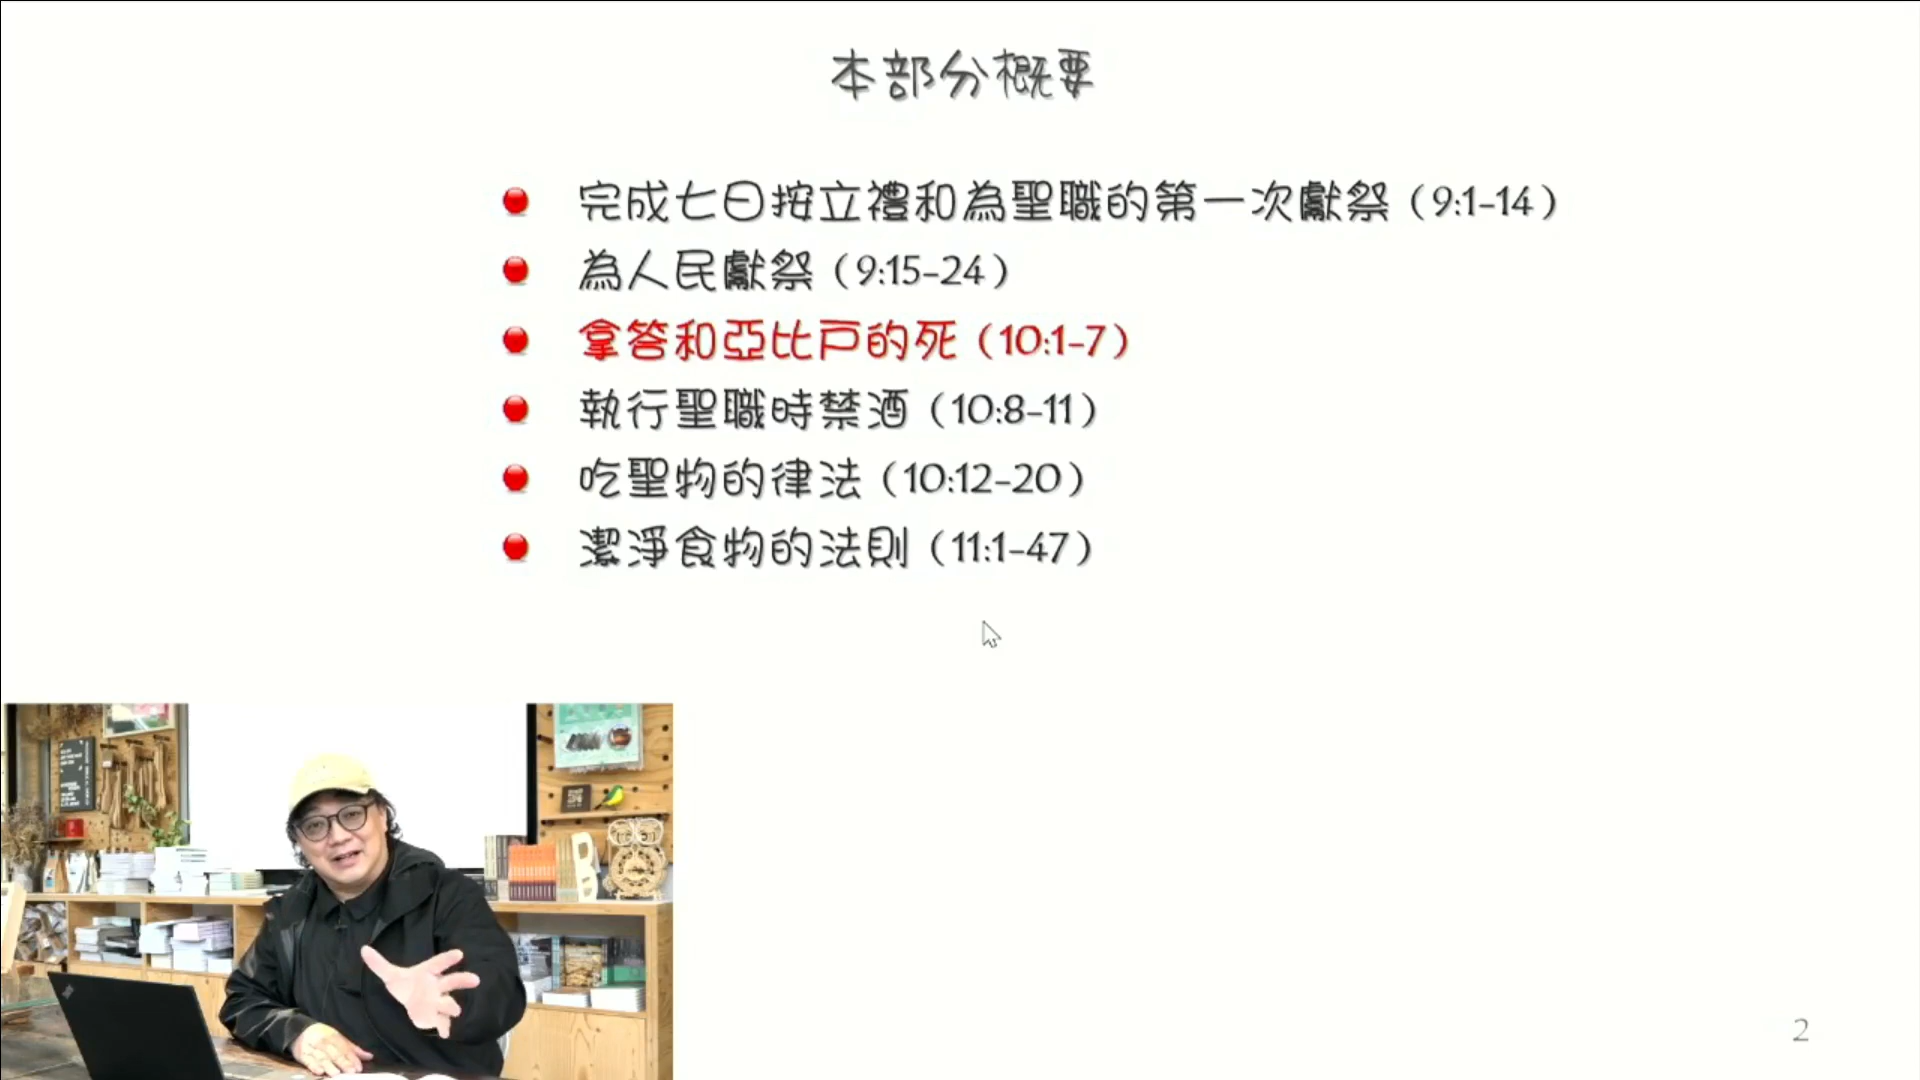 本部分概要
完成七日按立禮和為聖職的第一次獻祭（9:1-14）
為人民獻祭（9:15-24）
拿答和亞比戶的死（10:1-7）
執行聖職時禁酒（10:8-11）
吃聖物的律法（10:12-20）
潔淨食物的法則（11:1-47）
2